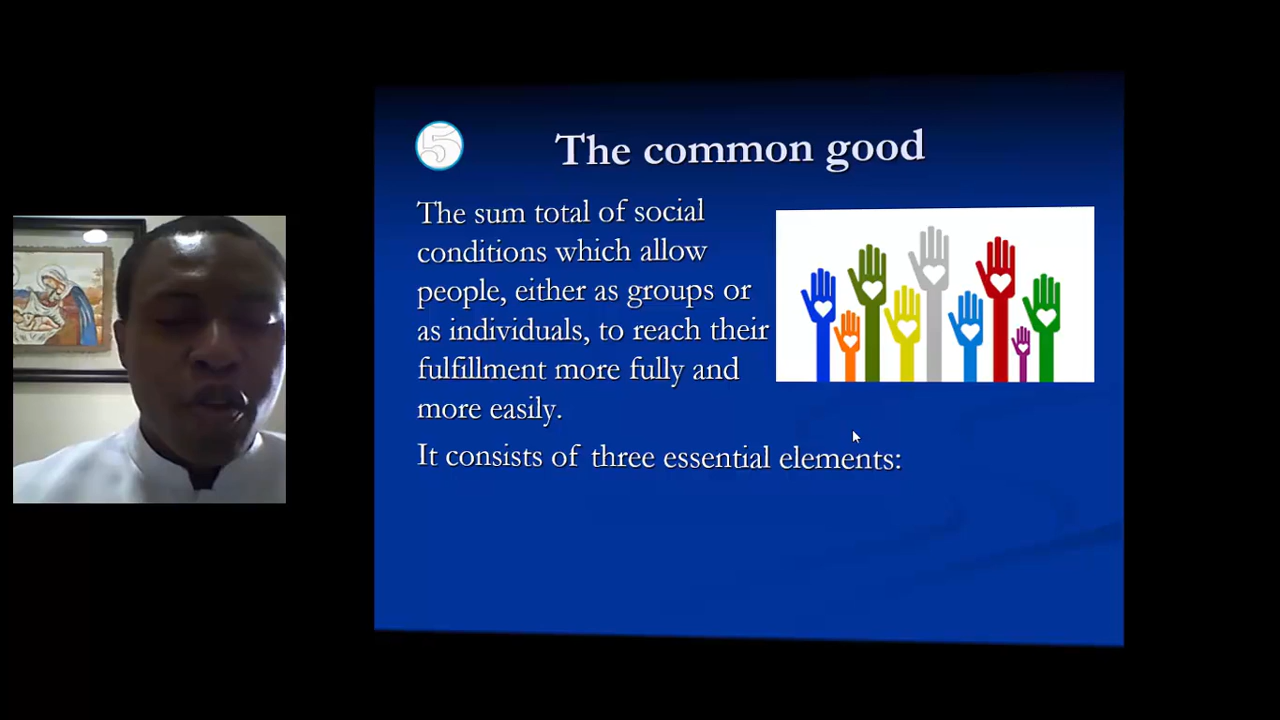 5
The common good
The sum total of social
conditions which allow
people, either as groups or
as individuals, to reach their
fulfillment more fully and
more easily.
It consists of three essential elements: